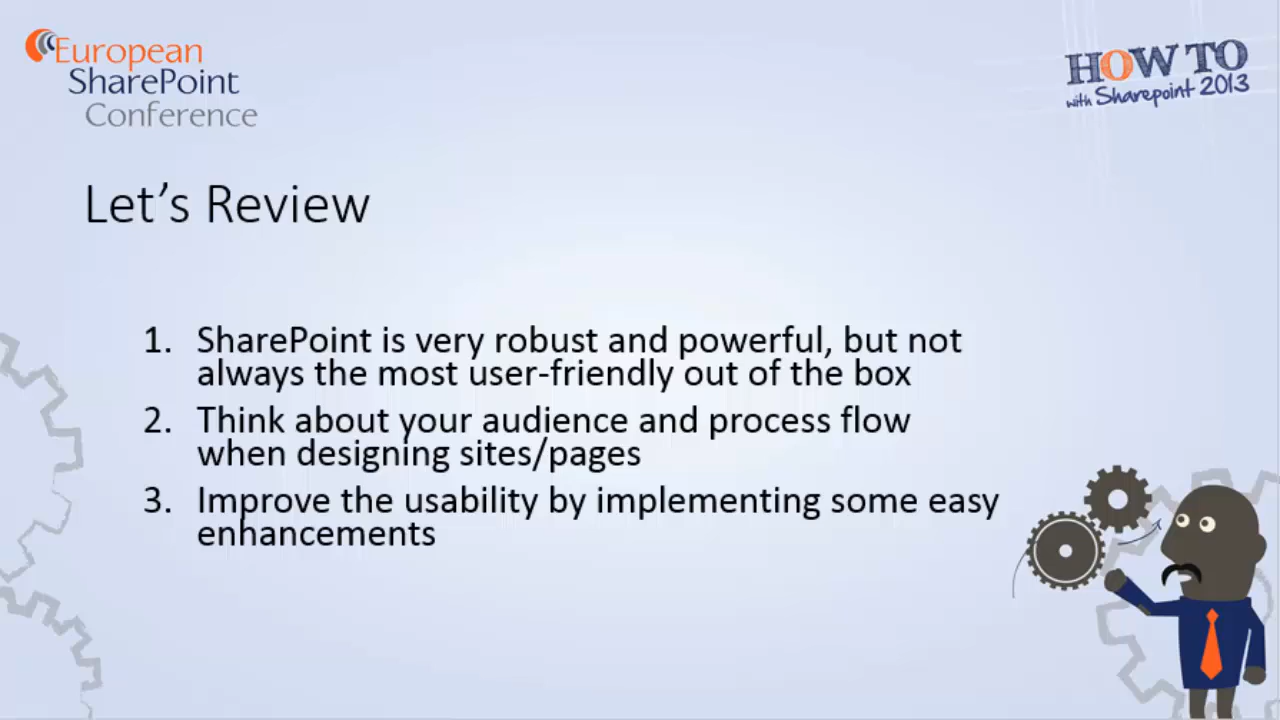 European
SharePoint
Conference
HOW TO
with Sharepoint 2013
Let's Review
1. SharePoint is very robust and powerful, but not
always the most user-friendly out of the box
2. Think about your audience and process flow
when designing sites/pages
3. Improve the usability by implementing some easy
enhancements